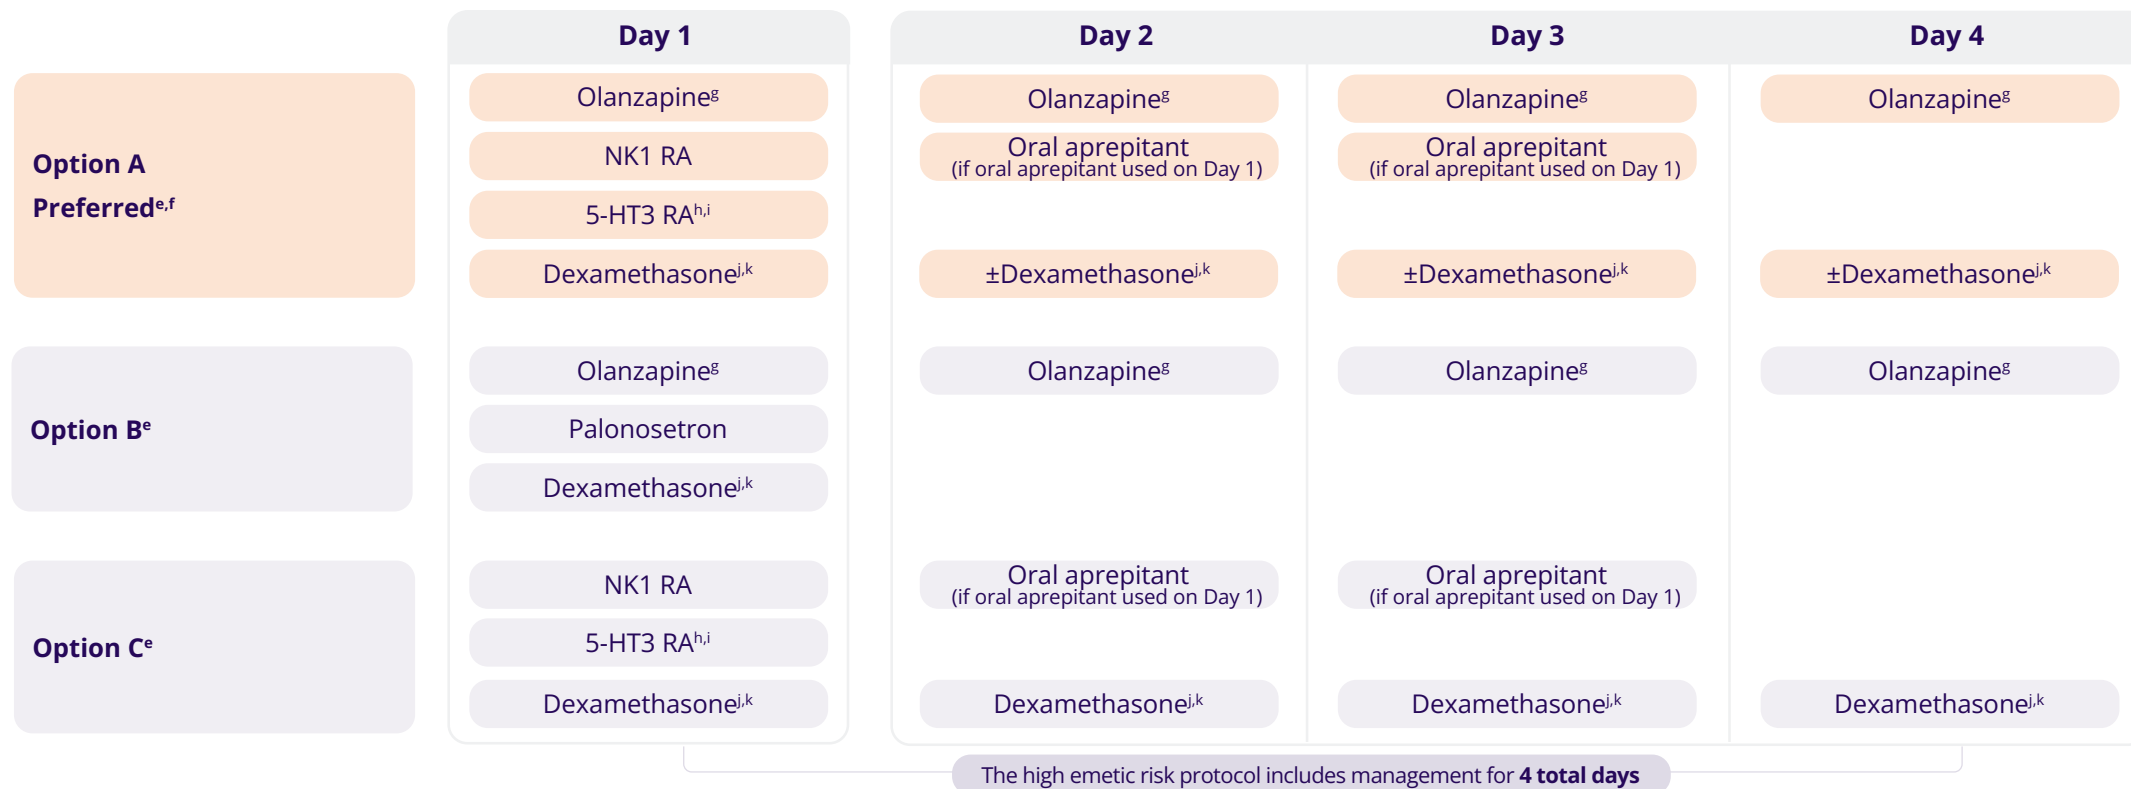 Day 1
Day 2
Day 3
Day 4
Option A
Preferredᵉ,ᶠ
Olanzapineᵍ
Olanzapineᵍ
Olanzapineᵍ
Olanzapineᵍ
NK1 RA
Oral aprepitant
(if oral aprepitant used on Day 1)
Oral aprepitant
(if oral aprepitant used on Day 1)
5-HT3 RAʰ,ⁱ
Dexamethasoneʲ,ᵏ
±Dexamethasoneʲ,ᵏ
±Dexamethasoneʲ,ᵏ
±Dexamethasoneʲ,ᵏ
Option Bᵉ
Olanzapineᵍ
Olanzapineᵍ
Olanzapineᵍ
Olanzapineᵍ
Palonosetron
Dexamethasoneʲ,ᵏ
Option Cᵉ
NK1 RA
Oral aprepitant
(if oral aprepitant used on Day 1)
Oral aprepitant
(if oral aprepitant used on Day 1)
5-HT3 RAʰ,ⁱ
Dexamethasoneʲ,ᵏ
Dexamethasoneʲ,ᵏ
Dexamethasoneʲ,ᵏ
Dexamethasoneʲ,ᵏ
The high emetic risk protocol includes management for 4 total days